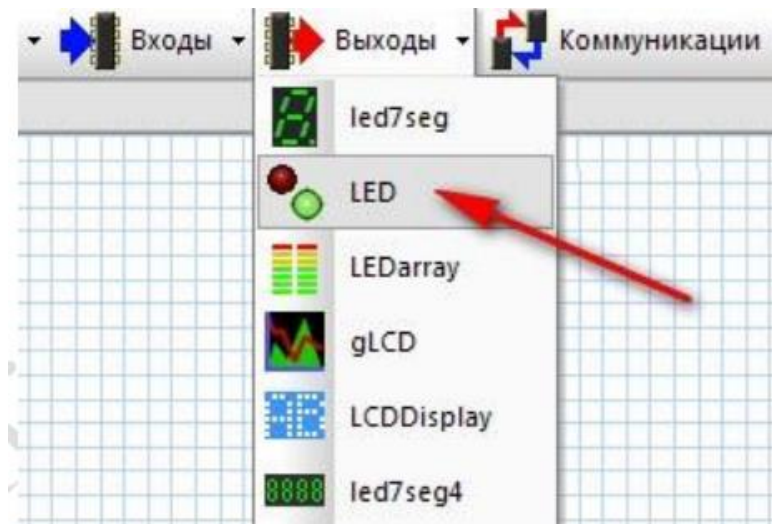 Входы Выходы Коммуникации
led7seg
LED
LEDarray
gLCD
LCDDisplay
led7seg4